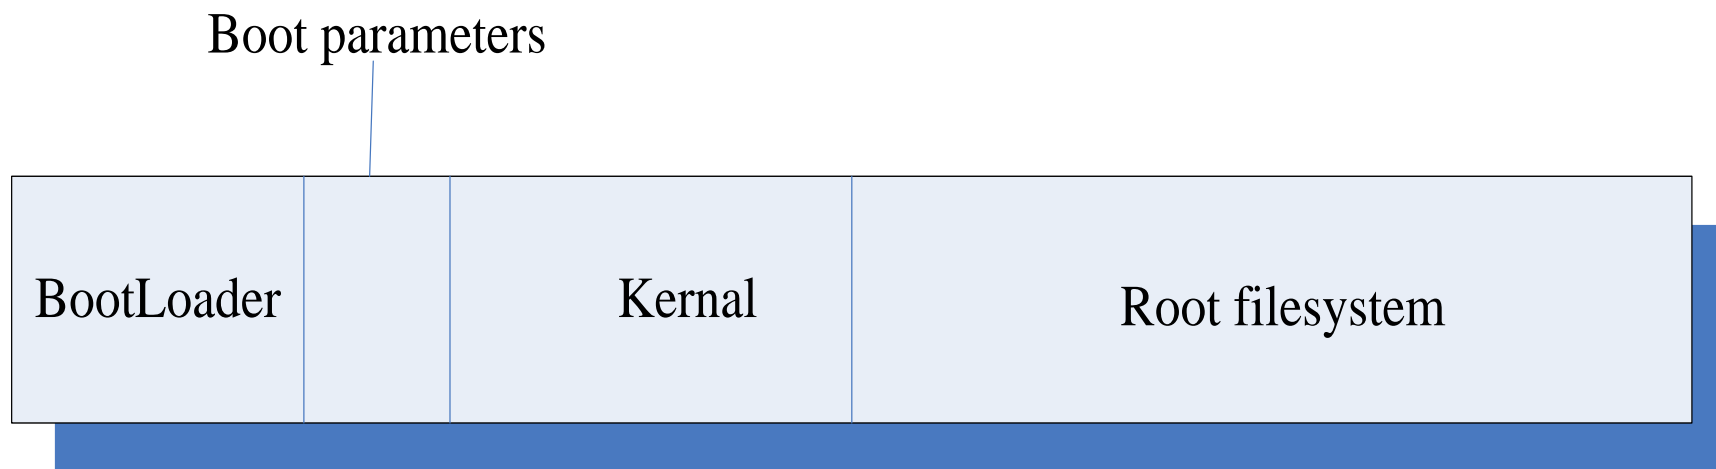 Boot parameters
BootLoader
Kernal
Root filesystem